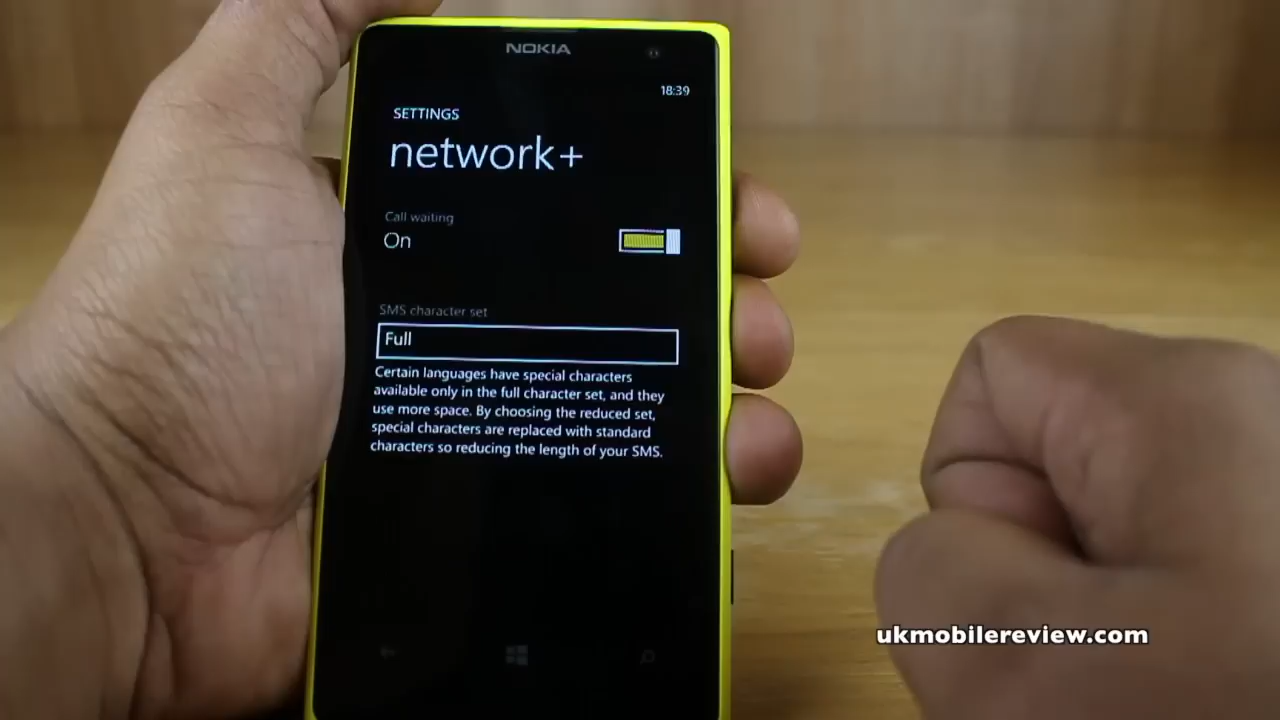 NOKIA
18:39
SETTINGS
network+
Call waiting
On
SMS character set
Full
Certain languages have special characters
available only in the full character set, and they
use more space. By choosing the reduced set,
special characters are replaced with standard
characters so reducing the length of your SMS.
ukmobilereview.com